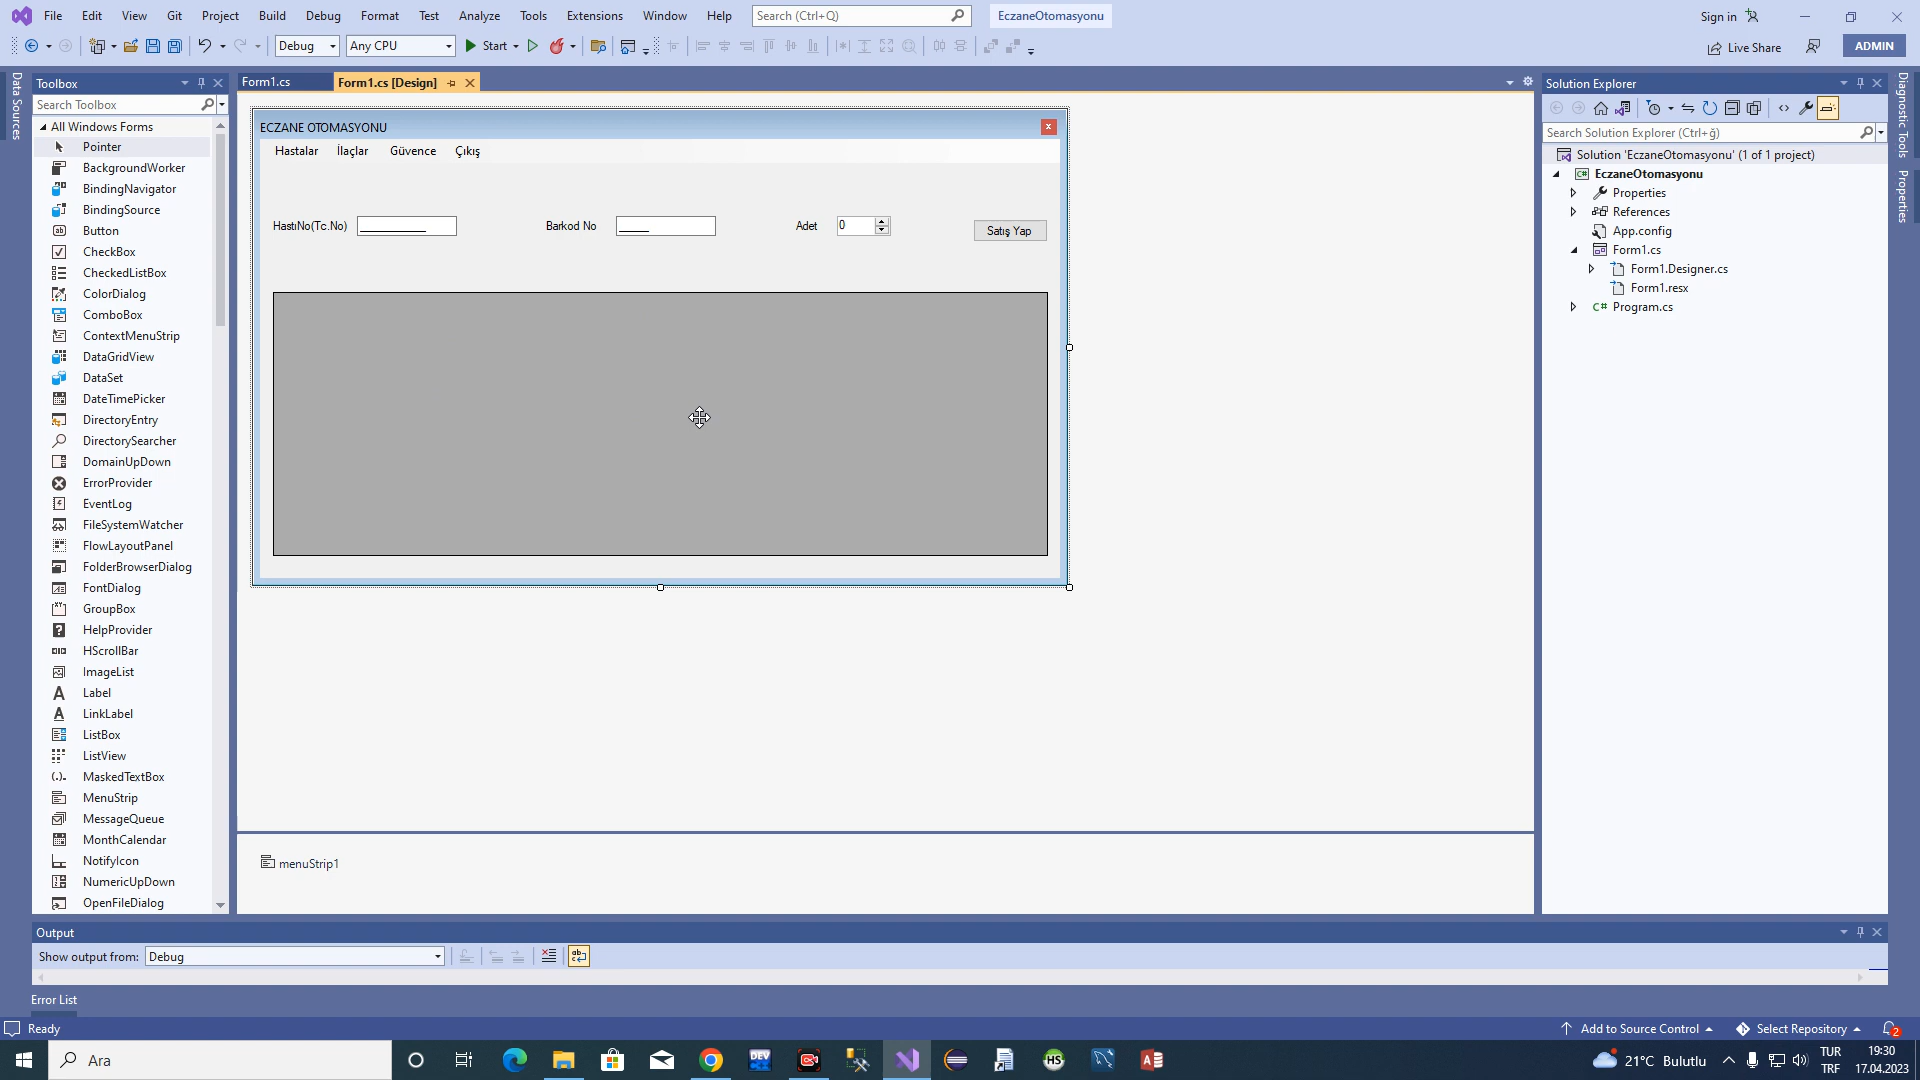 File Edit View Git Project Build Debug Format Test Analyze Tools Extensions Window Help Search (Ctrl+Q) EczaneOtomasyonu Sign in
Debug Any CPU Start Live Share ADMIN
Data Sources
Toolbox
Search Toolbox
All Windows Forms
Pointer
BackgroundWorker
BindingNavigator
BindingSource
Button
CheckBox
CheckedListBox
ColorDialog
ComboBox
ContextMenuStrip
DataGridView
DataSet
DateTimePicker
DirectoryEntry
DirectorySearcher
DomainUpDown
ErrorProvider
EventLog
FileSystemWatcher
FlowLayoutPanel
FolderBrowserDialog
FontDialog
GroupBox
HelpProvider
HScrollBar
ImageList
Label
LinkLabel
ListBox
ListView
MaskedTextBox
MenuStrip
MessageQueue
MonthCalendar
NotifyIcon
NumericUpDown
OpenFileDialog
Form1.cs Form1.cs [Design]
ECZANE OTOMASYONU
Hastalar İlaçlar Güvence Çıkış
HastıNo(Tc.No) ___________ Barkod No _____ Adet 0 Satış Yap
menuStrip1
Solution Explorer
Search Solution Explorer (Ctrl+ğ)
Solution 'EczaneOtomasyonu' (1 of 1 project)
EczaneOtomasyonu
Properties
References
App.config
Form1.cs
Form1.Designer.cs
Form1.resx
Program.cs
Diagnostic Tools
Properties
Output
Show output from: Debug
Error List
Ready Add to Source Control Select Repository 2
Ara DEV HS 21°C Bulutlu TUR 19:30
TRF 17.04.2023